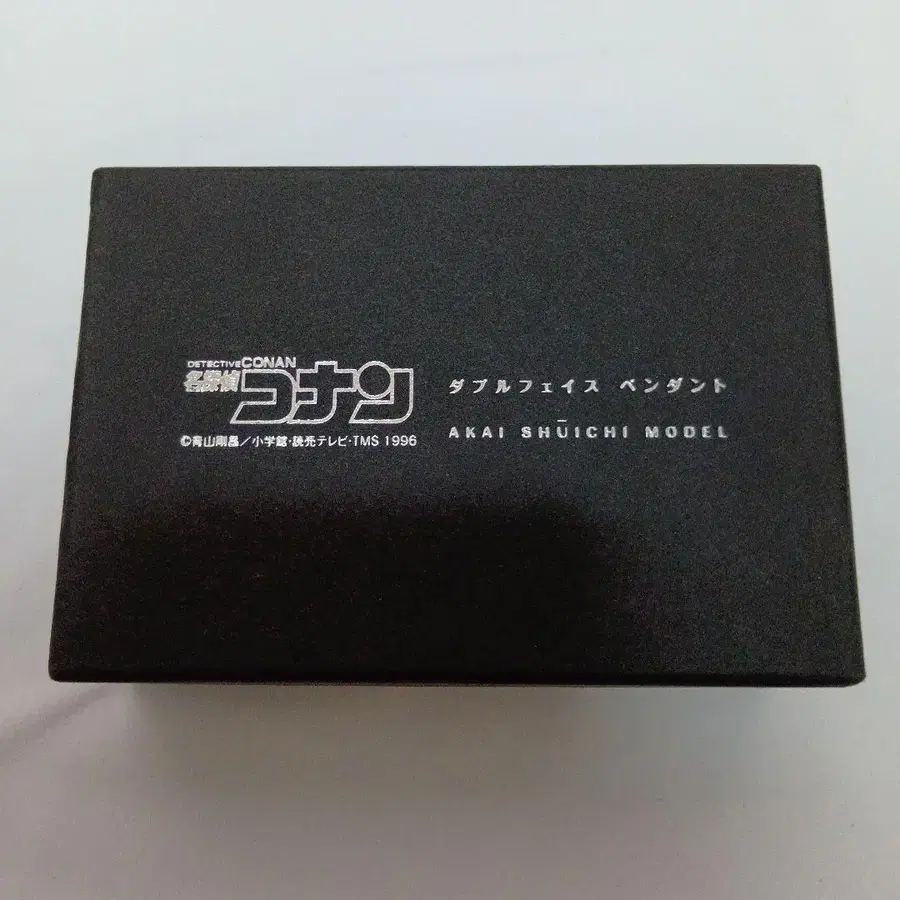 DETECTIVE CONAN
名探偵コナン
©青山剛昌／小学館・読売テレビ・TMS 1996
ダブルフェイス ペンダント
AKAI SHŪICHI MODEL